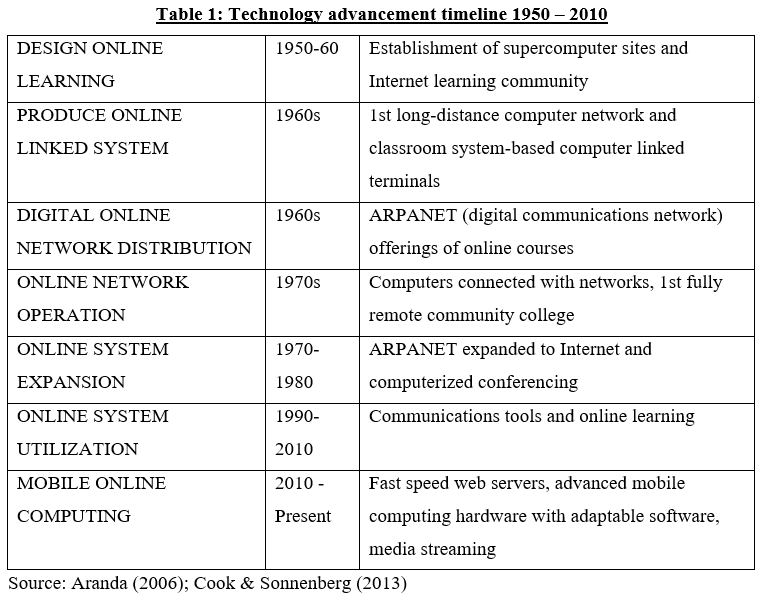 Table 1: Technology advancement timeline 1950 – 2010
DESIGN ONLINE
LEARNING
1950-60
Establishment of supercomputer sites and
Internet learning community
PRODUCE ONLINE
LINKED SYSTEM
1960s
1st long-distance computer network and
classroom system-based computer linked
terminals
DIGITAL ONLINE
NETWORK DISTRIBUTION
1960s
ARPANET (digital communications network)
offerings of online courses
ONLINE NETWORK
OPERATION
1970s
Computers connected with networks, 1st fully
remote community college
ONLINE SYSTEM
EXPANSION
1970-
1980
ARPANET expanded to Internet and
computerized conferencing
ONLINE SYSTEM
UTILIZATION
1990-
2010
Communications tools and online learning
MOBILE ONLINE
COMPUTING
2010 -
Present
Fast speed web servers, advanced mobile
computing hardware with adaptable software,
media streaming
Source: Aranda (2006); Cook & Sonnenberg (2013)